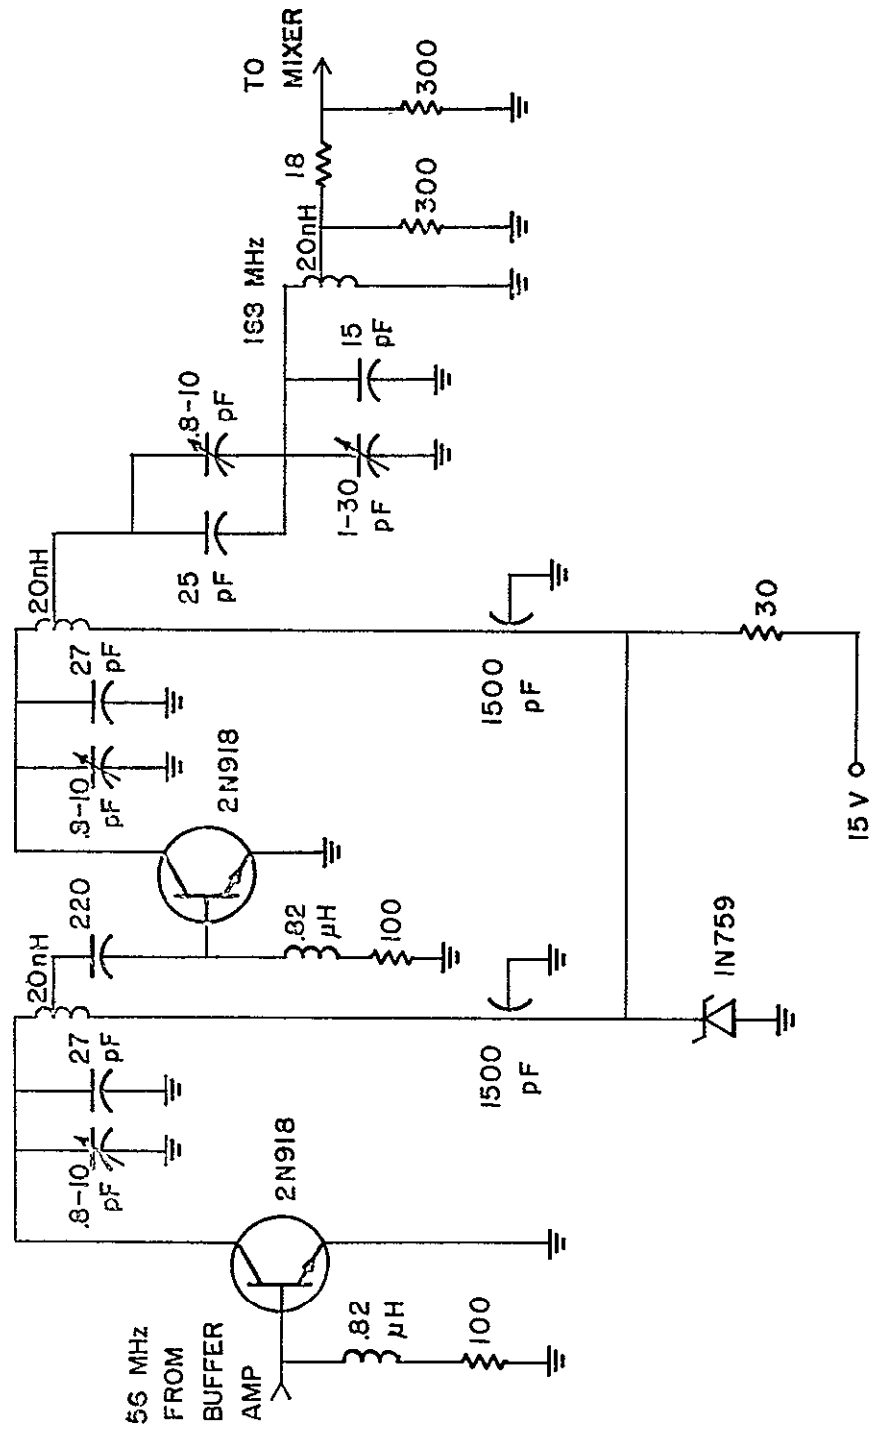 56 MHz
FROM
BUFFER
AMP
.82
µH
100
2N918
.8-10
pF
27
pF
20nH
220
.82
µH
100
1500
pF
1N759
2N918
.8-10
pF
27
pF
20nH
1500
pF
30
15V
25
pF
.8-10
pF
1-30
pF
15
pF
163 MHz
20nH
300
18
300
TO
MIXER